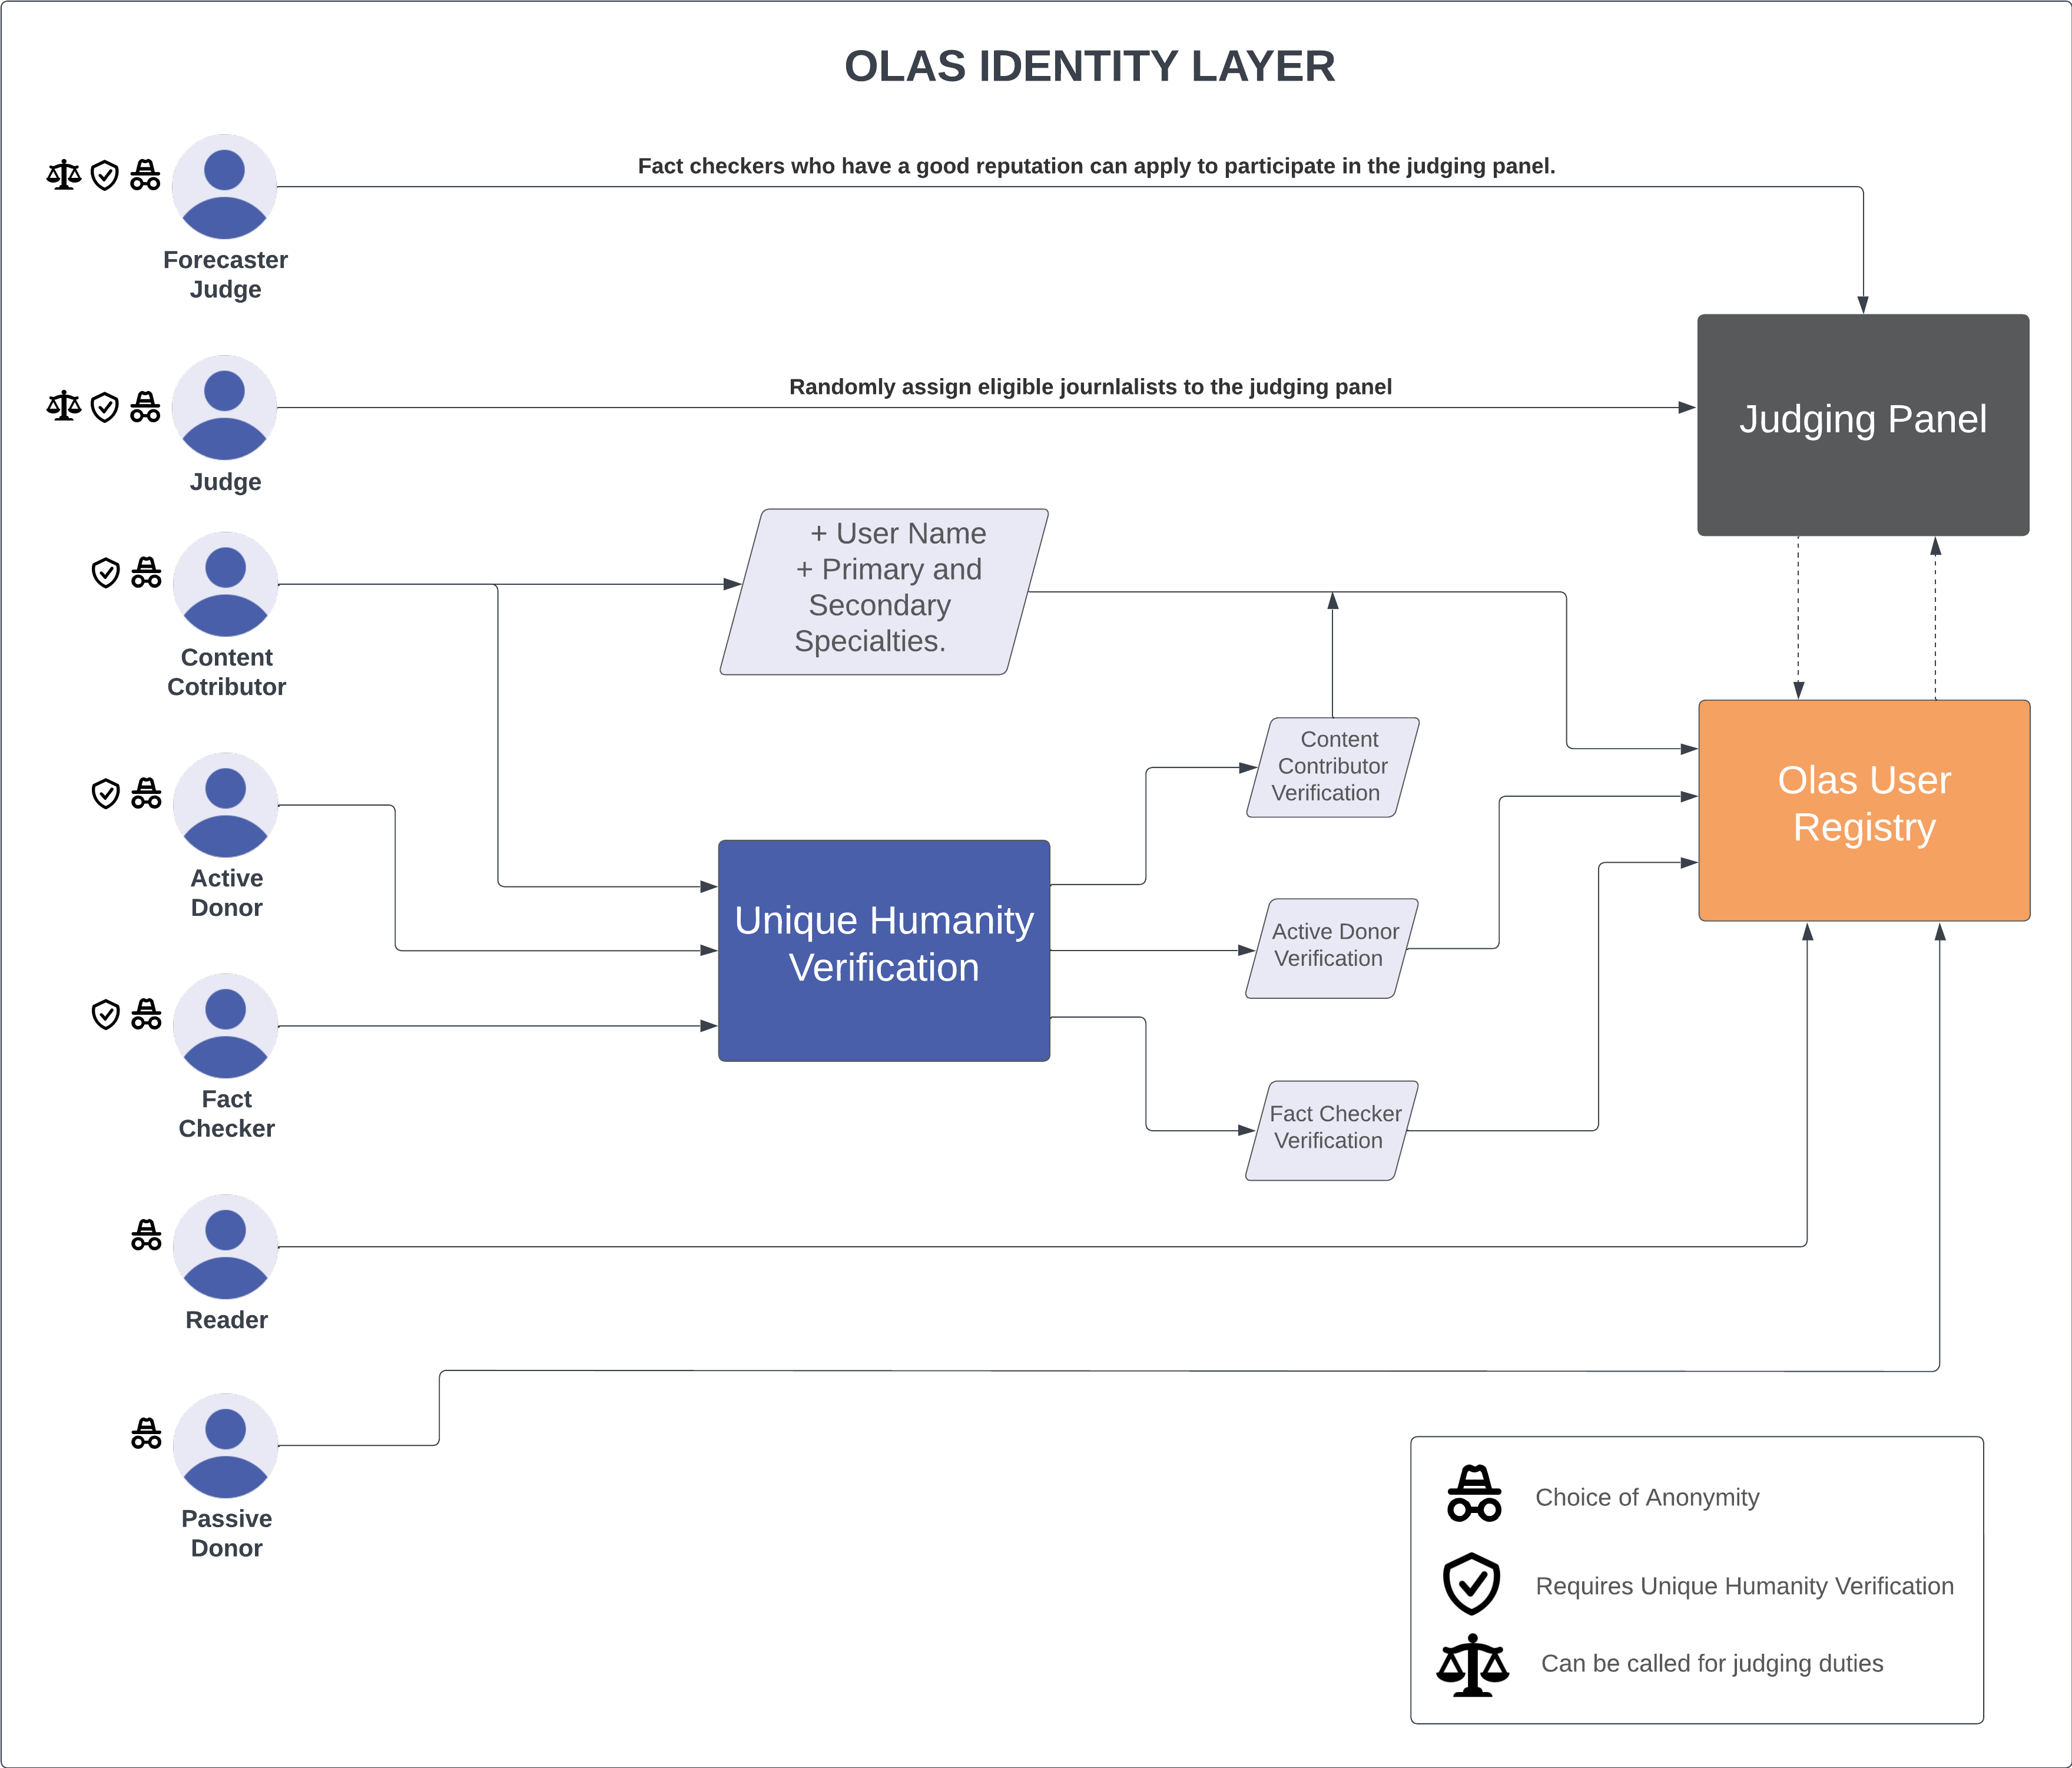 OLAS IDENTITY LAYER
Fact checkers who have a good reputation can apply to participate in the judging panel.
Forecaster
Judge
Randomly assign eligible journlalists to the judging panel
Judge
Judging Panel
+ User Name
+ Primary and
Secondary
Specialties.
Content
Cotributor
Content
Contributor
Verification
Olas User
Registry
Active
Donor
Unique Humanity
Verification
Active Donor
Verification
Fact
Checker
Fact Checker
Verification
Reader
Passive
Donor
Choice of Anonymity
Requires Unique Humanity Verification
Can be called for judging duties